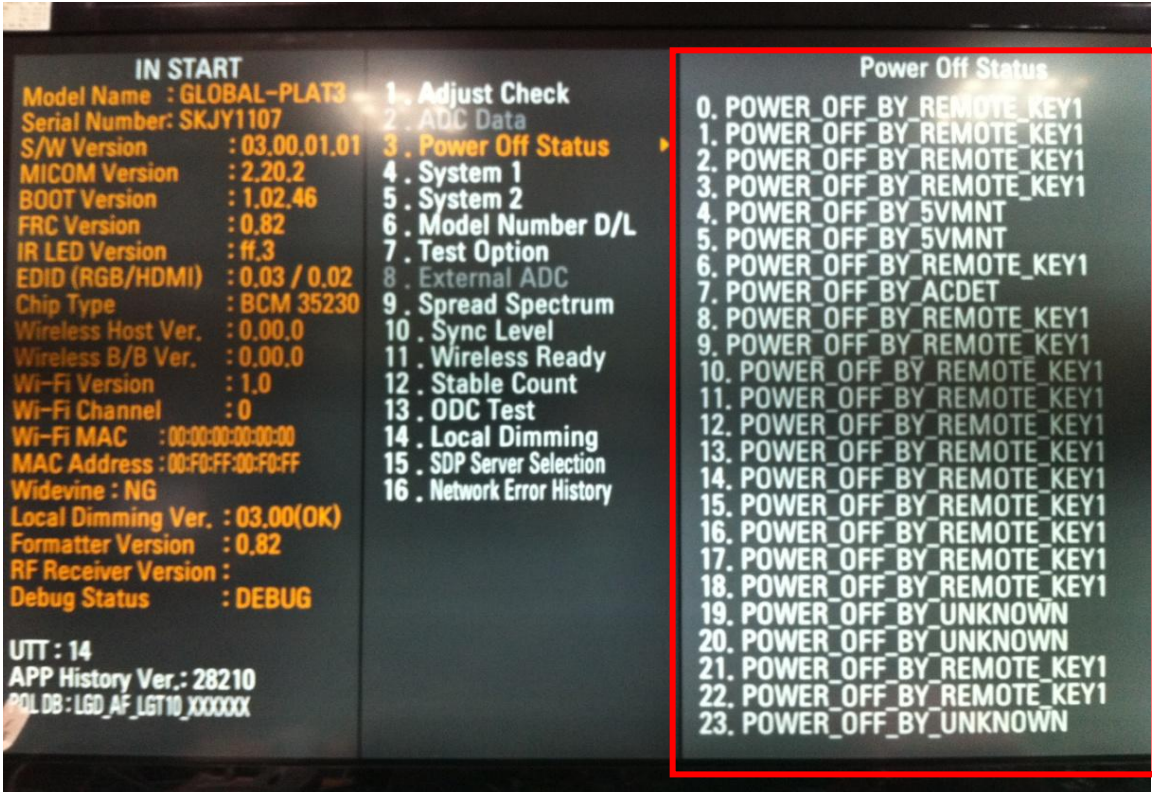 IN START
Model Name : GLOBAL-PLAT3
Serial Number: SKJY1107
S/W Version : 03.00.01.01
MICOM Version : 2.20.2
BOOT Version : 1.02.46
FRC Version : 0.82
IR LED Version : ff.3
EDID (RGB/HDMI) : 0.03 / 0.02
Chip Type : BCM 35230
Wireless Host Ver. : 0.00.0
Wireless B/B Ver. : 0.00.0
Wi-Fi Version : 1.0
Wi-Fi Channel : 0
Wi-Fi MAC : 00:00:00:00:00:00
MAC Address : 00:F0:FF:00:F0:FF
Widevine : NG
Local Dimming Ver. : 03.00(OK)
Formatter Version : 0.82
RF Receiver Version :
Debug Status : DEBUG
UTT : 14
APP History Ver.: 28210
PQL DB : LGD_AF_LGT10_XXXXXX
1 . Adjust Check
2 . ADC Data
3 . Power Off Status
4 . System 1
5 . System 2
6 . Model Number D/L
7 . Test Option
8 . External ADC
9 . Spread Spectrum
10 . Sync Level
11 . Wireless Ready
12 . Stable Count
13 . ODC Test
14 . Local Dimming
15 . SDP Server Selection
16 . Network Error History
Power Off Status
0. POWER_OFF_BY_REMOTE_KEY1
1. POWER_OFF_BY_REMOTE_KEY1
2. POWER_OFF_BY_REMOTE_KEY1
3. POWER_OFF_BY_REMOTE_KEY1
4. POWER_OFF_BY_5VMNT
5. POWER_OFF_BY_5VMNT
6. POWER_OFF_BY_REMOTE_KEY1
7. POWER_OFF_BY_ACDET
8. POWER_OFF_BY_REMOTE_KEY1
9. POWER_OFF_BY_REMOTE_KEY1
10. POWER_OFF_BY_REMOTE_KEY1
11. POWER_OFF_BY_REMOTE_KEY1
12. POWER_OFF_BY_REMOTE_KEY1
13. POWER_OFF_BY_REMOTE_KEY1
14. POWER_OFF_BY_REMOTE_KEY1
15. POWER_OFF_BY_REMOTE_KEY1
16. POWER_OFF_BY_REMOTE_KEY1
17. POWER_OFF_BY_REMOTE_KEY1
18. POWER_OFF_BY_REMOTE_KEY1
19. POWER_OFF_BY_UNKNOWN
20. POWER_OFF_BY_UNKNOWN
21. POWER_OFF_BY_REMOTE_KEY1
22. POWER_OFF_BY_REMOTE_KEY1
23. POWER_OFF_BY_UNKNOWN